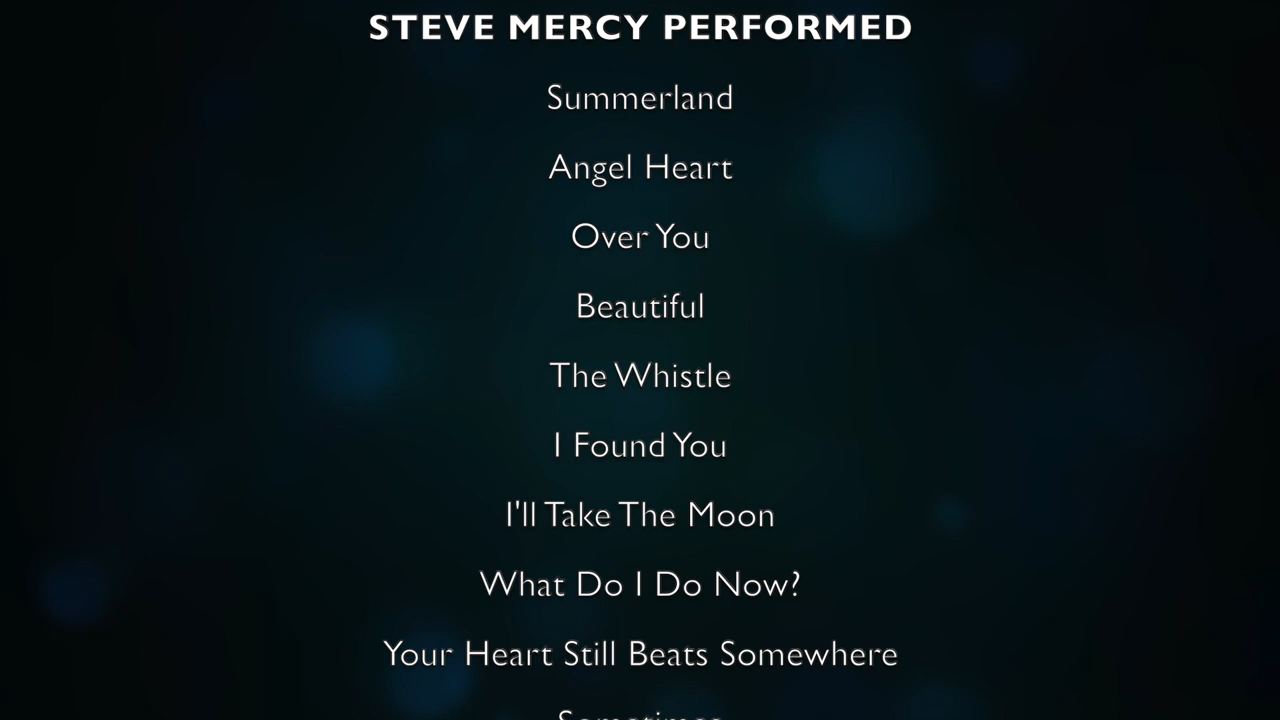 STEVE MERCY PERFORMED
Summerland
Angel Heart
Over You
Beautiful
The Whistle
I Found You
I'll Take The Moon
What Do I Do Now?
Your Heart Still Beats Somewhere
Sometimes